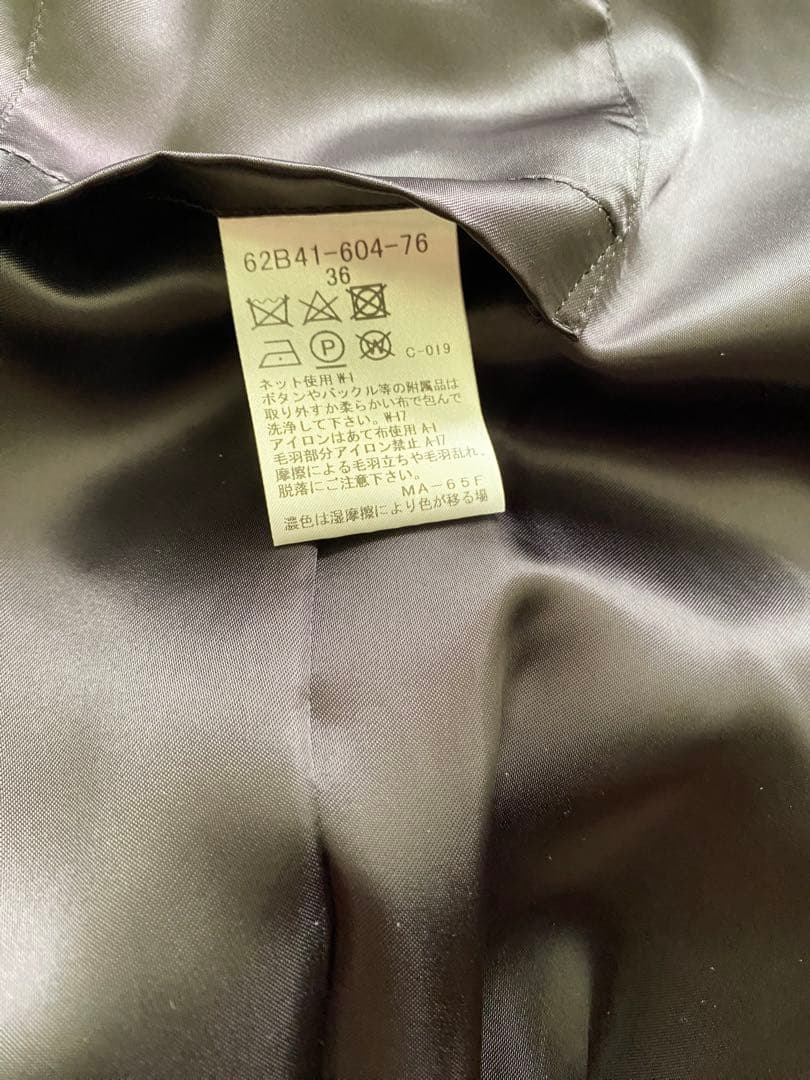 62B41-604-76
36
P W C-019
ネット使用 W-1
ボタンやバックル等の附属品は
取り外すか柔らかい布で包んで
洗浄して下さい。W-17
アイロンはあて布使用 A-1
毛羽部分アイロン禁止 A-17
摩擦による毛羽立ちや毛羽乱れ、
脱落にご注意下さい。
MA-65F
濃色は湿摩擦により色が移る場